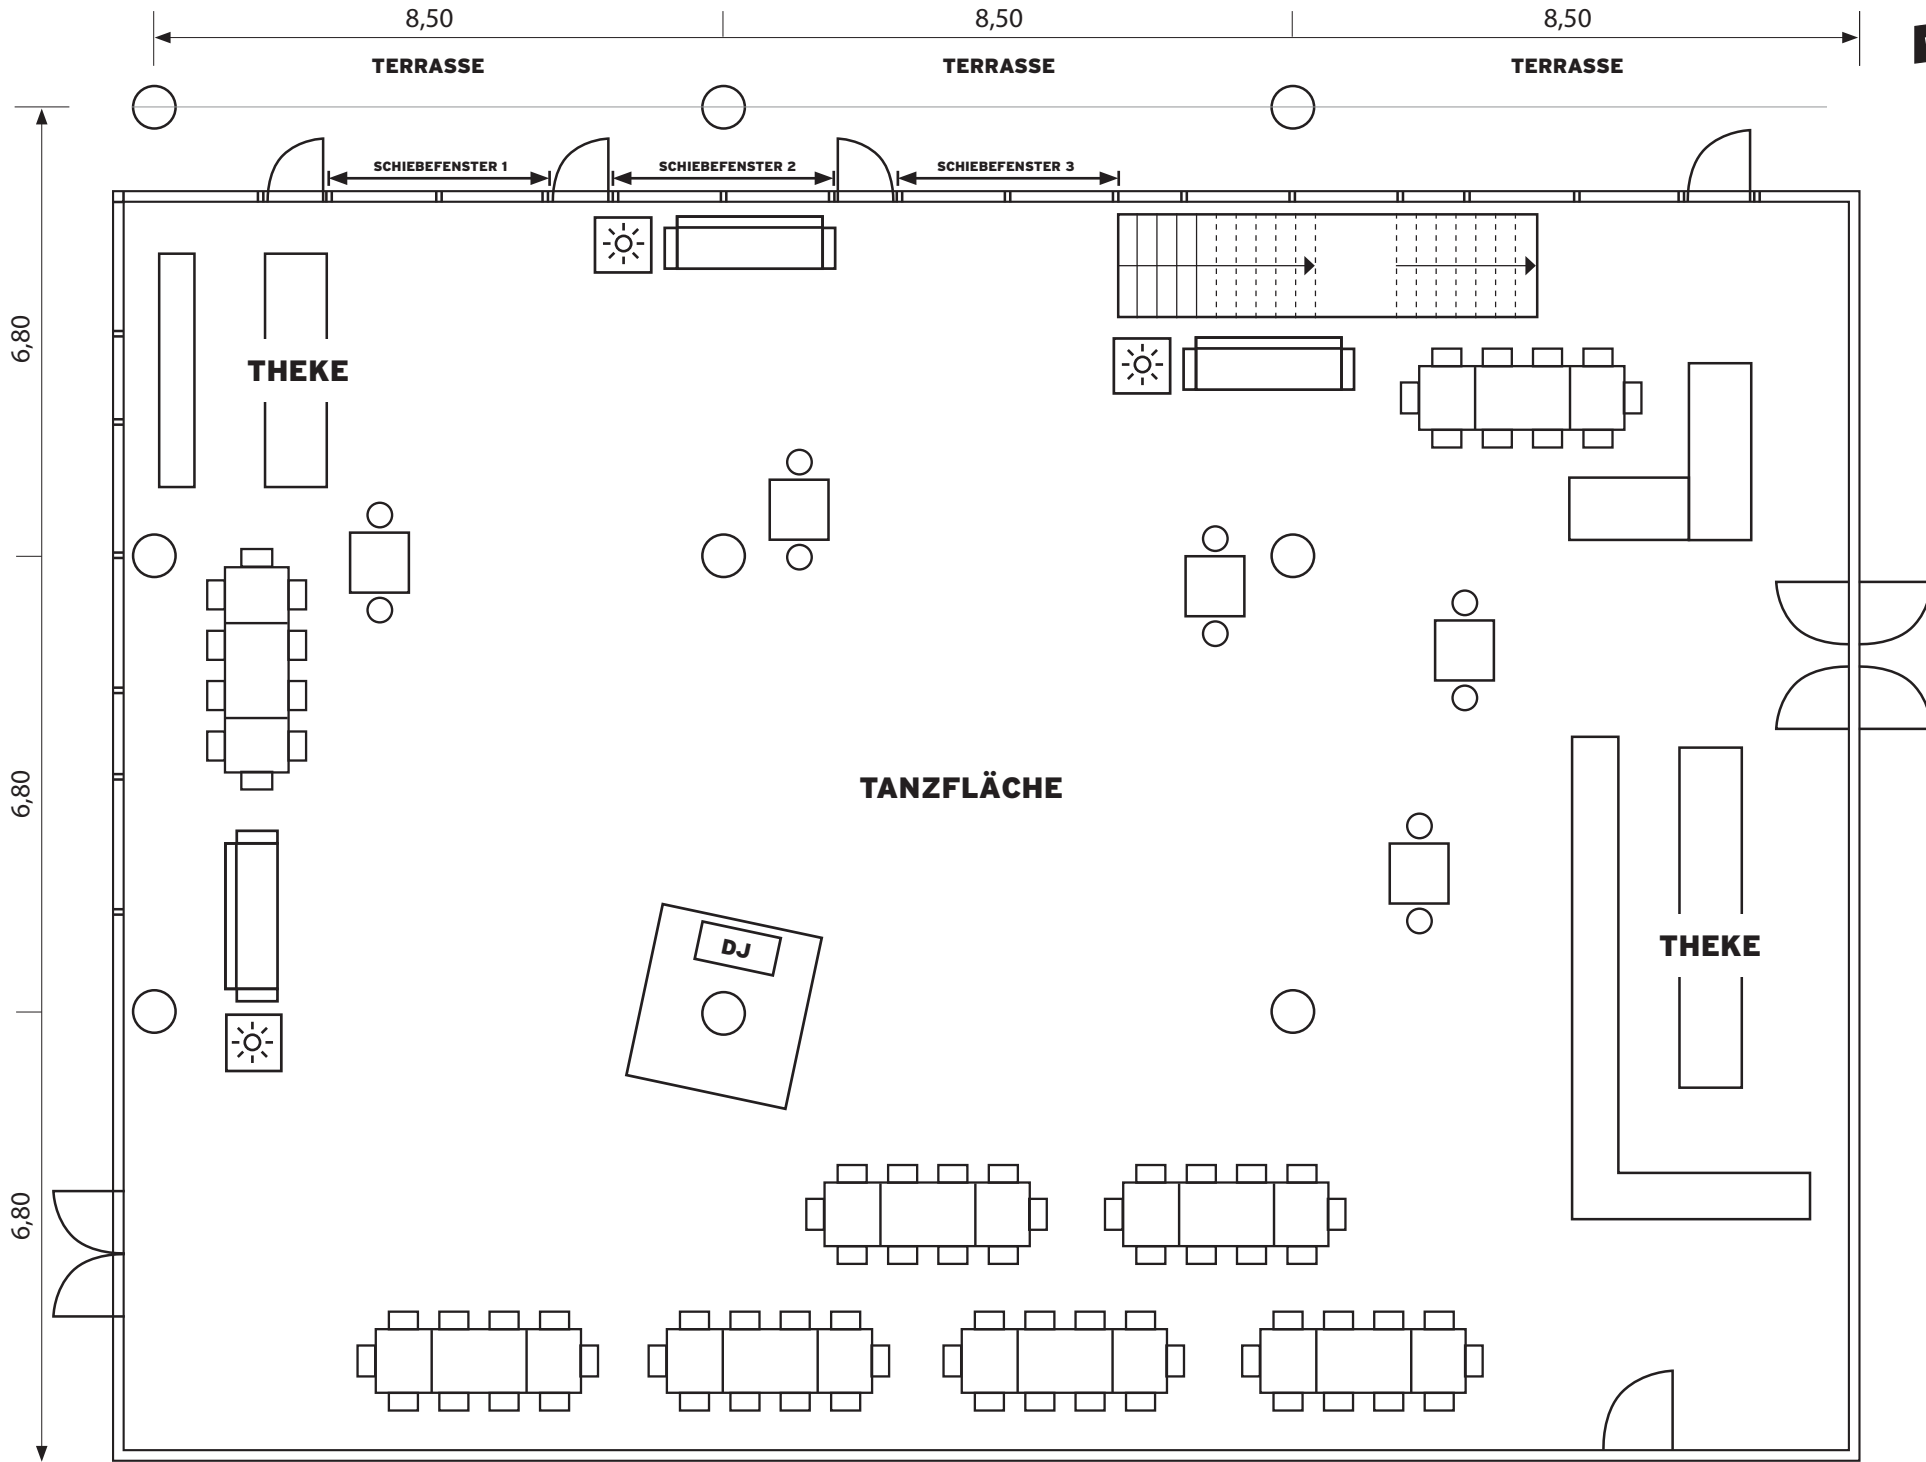 8,50 8,50 8,50
TERRASSE TERRASSE TERRASSE
SCHIEBEFENSTER 1 SCHIEBEFENSTER 2 SCHIEBEFENSTER 3
6,80
THEKE
6,80
TANZFLÄCHE
DJ
THEKE
6,80